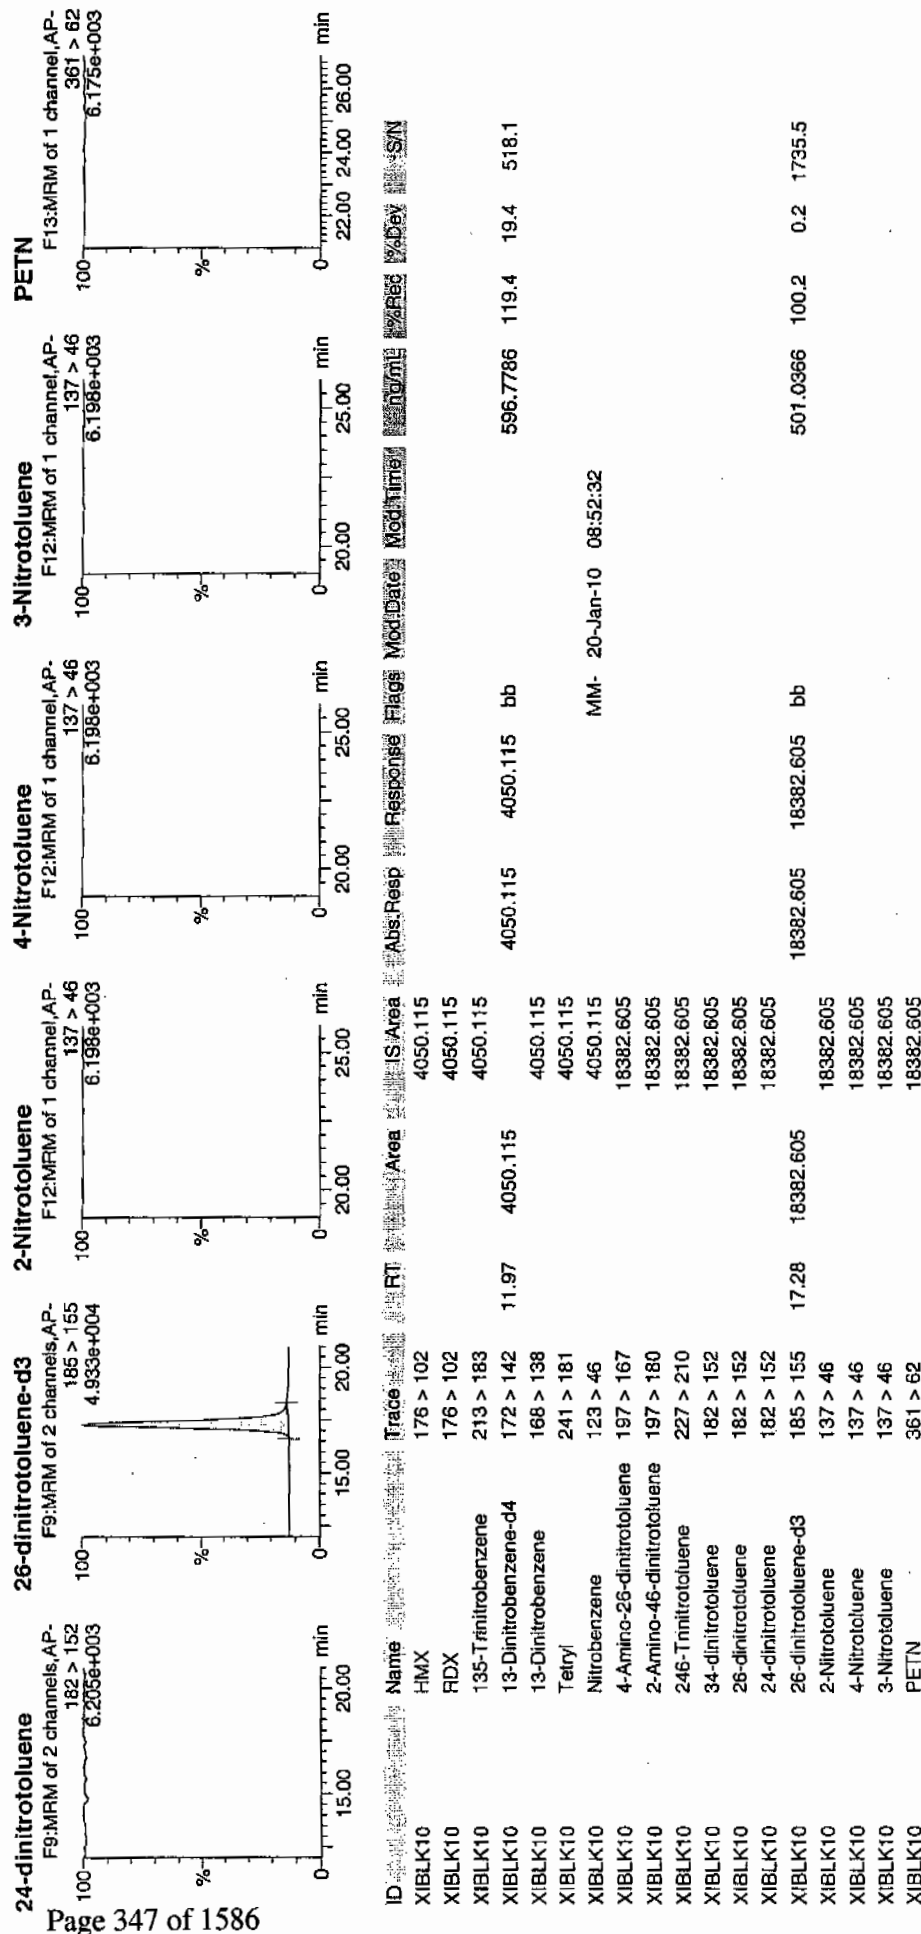 24-dinitrotoluene
F9:MRM of 2 channels,AP-
182 > 152
6.205e+003
100
%
0
15.00
20.00
min
26-dinitrotoluene-d3
F9:MRM of 2 channels,AP-
185 > 155
4.933e+004
100
%
0
15.00
20.00
min
2-Nitrotoluene
F12:MRM of 1 channel,AP-
137 > 46
6.198e+003
100
%
0
20.00
25.00
min
4-Nitrotoluene
F12:MRM of 1 channel,AP-
137 > 46
6.198e+003
100
%
0
20.00
25.00
min
3-Nitrotoluene
F12:MRM of 1 channel,AP-
137 > 46
6.198e+003
100
%
0
20.00
25.00
min
PETN
F13:MRM of 1 channel,AP-
361 > 62
6.175e+003
100
%
0
22.00
24.00
26.00
min
ID Name Trace RT Area IS Area Abs.Resp Response Flags Mod.Date Mod.Time ng/mL %Rec %Dev S/N
XIBLK10 HMX 176 > 102 4050.115
XIBLK10 RDX 176 > 102 4050.115
XIBLK10 135-Trinitrobenzene 213 > 183 4050.115
XIBLK10 13-Dinitrobenzene-d4 172 > 142 11.97 4050.115 4050.115 4050.115 bb 596.7786 119.4 19.4 518.1
XIBLK10 13-Dinitrobenzene 168 > 138 4050.115
XIBLK10 Tetryl 241 > 181 4050.115
XIBLK10 Nitrobenzene 123 > 46 4050.115 MM- 20-Jan-10 08:52:32
XIBLK10 4-Amino-26-dinitrotoluene 197 > 167 18382.605
XIBLK10 2-Amino-46-dinitrotoluene 197 > 180 18382.605
XIBLK10 246-Trinitrotoluene 227 > 210 18382.605
XIBLK10 34-dinitrotoluene 182 > 152 18382.605
XIBLK10 26-dinitrotoluene 182 > 152 18382.605
XIBLK10 24-dinitrotoluene 182 > 152 18382.605
XIBLK10 26-dinitrotoluene-d3 185 > 155 17.28 18382.605 18382.605 18382.605 bb 501.0366 100.2 0.2 1735.5
XIBLK10 2-Nitrotoluene 137 > 46 18382.605
XIBLK10 4-Nitrotoluene 137 > 46 18382.605
XIBLK10 3-Nitrotoluene 137 > 46 18382.605
XIBLK10 PETN 361 > 62 18382.605
Page 347 of 1586